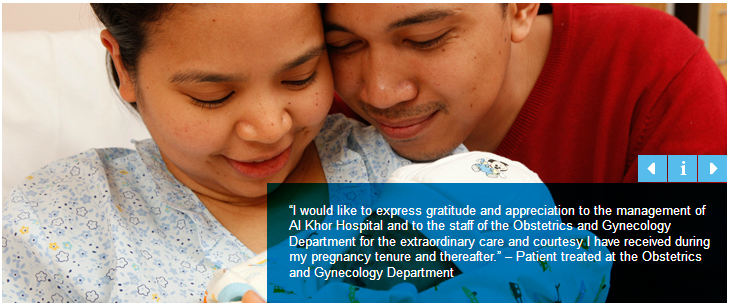 i
“I would like to express gratitude and appreciation to the management of
Al Khor Hospital and to the staff of the Obstetrics and Gynecology
Department for the extraordinary care and courtesy I have received during
my pregnancy tenure and thereafter.” – Patient treated at the Obstetrics
and Gynecology Department